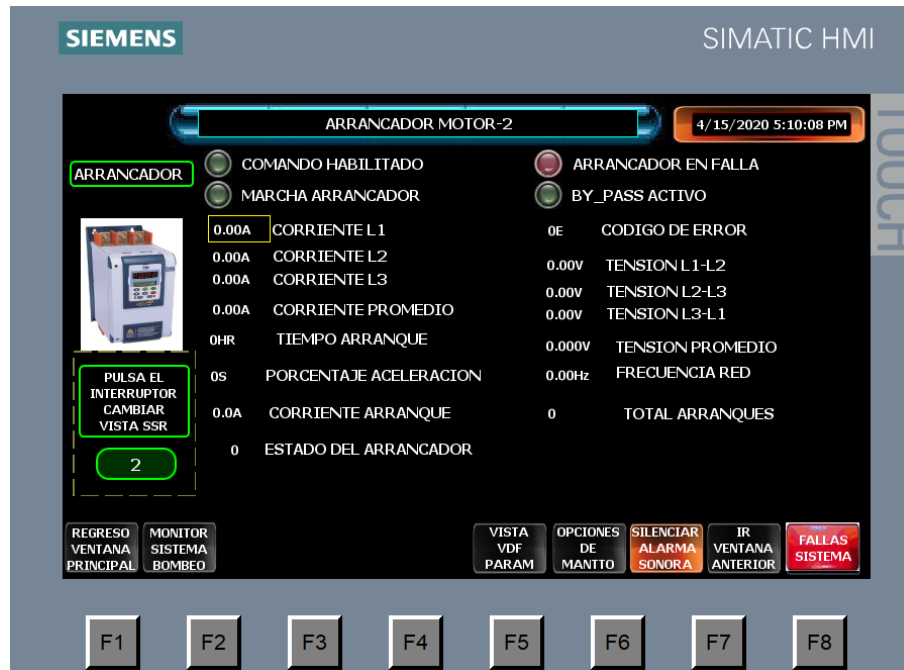 SIEMENS
SIMATIC HMI
TOUCH
ARRANCADOR MOTOR-2
4/15/2020 5:10:08 PM
ARRANCADOR
COMANDO HABILITADO
ARRANCADOR EN FALLA
MARCHA ARRANCADOR
BY_PASS ACTIVO
0.00A CORRIENTE L1
0.00A CORRIENTE L2
0.00A CORRIENTE L3
0.00A CORRIENTE PROMEDIO
0HR TIEMPO ARRANQUE
0S PORCENTAJE ACELERACION
0.0A CORRIENTE ARRANQUE
0 ESTADO DEL ARRANCADOR
0E CODIGO DE ERROR
0.00V TENSION L1-L2
0.00V TENSION L2-L3
0.00V TENSION L3-L1
0.000V TENSION PROMEDIO
0.00Hz FRECUENCIA RED
0 TOTAL ARRANQUES
PULSA EL
INTERRUPTOR
CAMBIAR
VISTA SSR
2
REGRESO
VENTANA
PRINCIPAL
MONITOR
SISTEMA
BOMBEO
VISTA
VDF
PARAM
OPCIONES
DE
MANTTO
SILENCIAR
ALARMA
SONORA
IR
VENTANA
ANTERIOR
FALLAS
SISTEMA
F1
F2
F3
F4
F5
F6
F7
F8